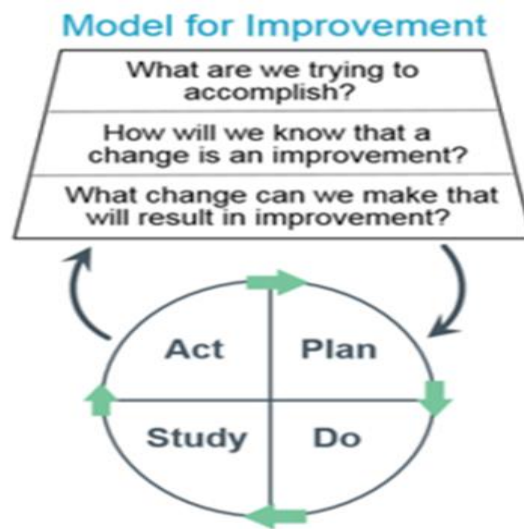 Model for Improvement
What are we trying to
accomplish?
How will we know that a
change is an improvement?
What change can we make that
will result in improvement?
Act
Plan
Study
Do